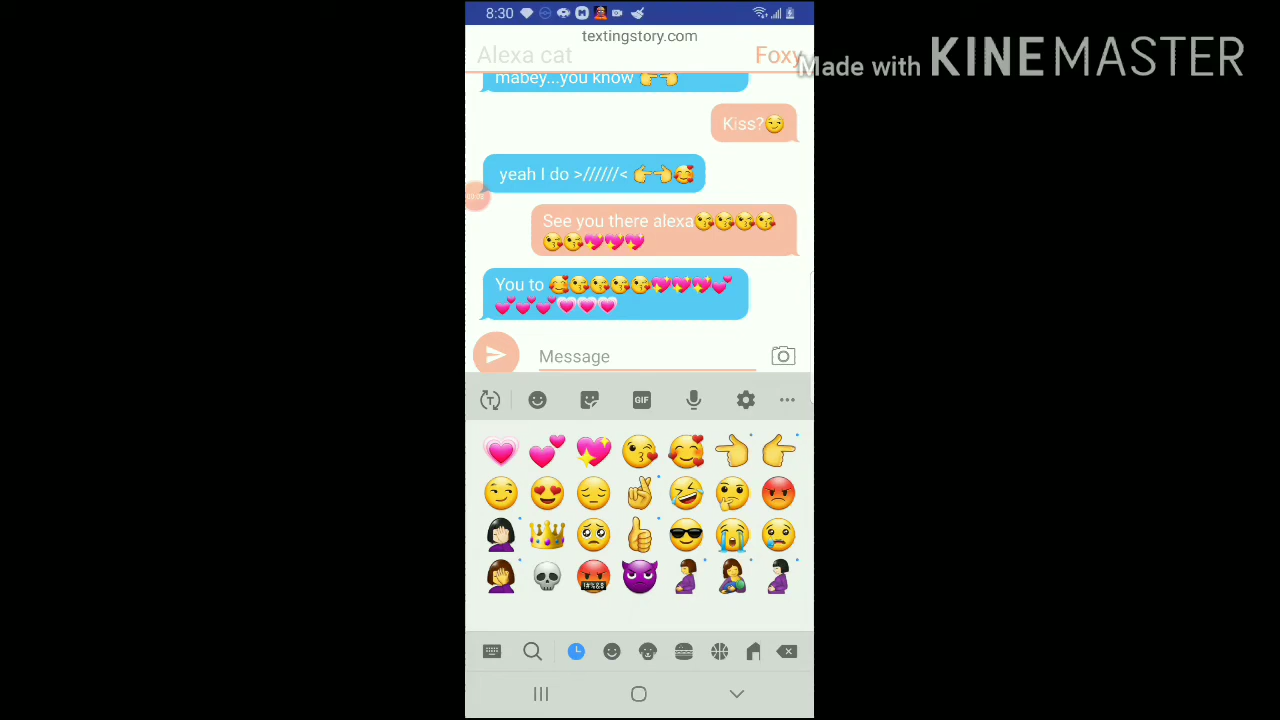 8:30
textingstory.com
Alexa cat
Foxy
Made with KINEMASTER
mabey...you know 👉👈
Kiss?😏
yeah I do >//////< 👉👈🥰
See you there alexa😘😘😘😘
😘😘💖💖💖
You to 🥰😘😘😘😘💖💖💖💕
💕💕💕💗💗💗
Message
GIF